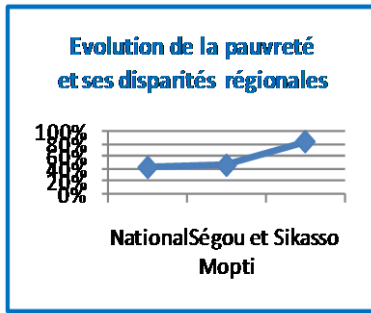 Evolution de la pauvreté
et ses disparités régionales
100%
80%
60%
40%
20%
0%
NationalSégou et Sikasso
Mopti